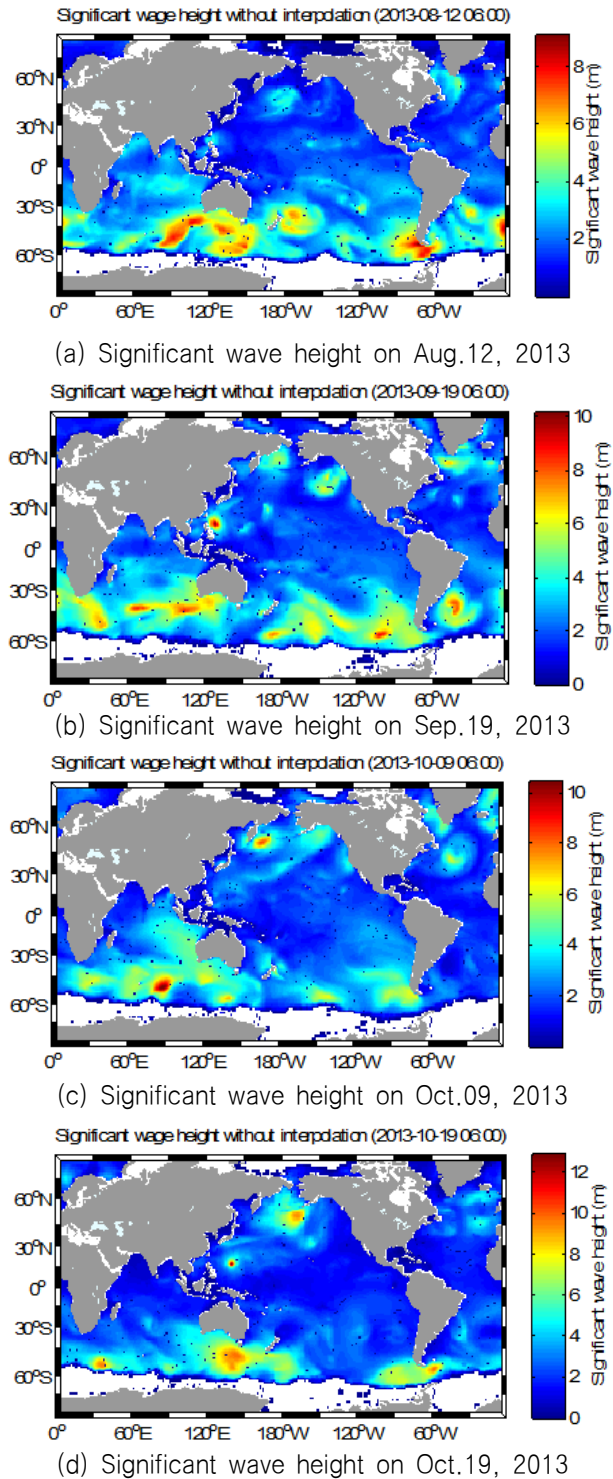 Significant wage height without interpolation (2013-08-12 06:00)
60°N
30°N
0°
30°S
60°S
0° 60°E 120°E 180°W 120°W 60°W
8
6
4
2
Significant wave height (m)
(a) Significant wave height on Aug.12, 2013
Significant wage height without interpolation (2013-09-19 06:00)
60°N
30°N
0°
30°S
60°S
0° 60°E 120°E 180°W 120°W 60°W
10
8
6
4
2
0
Significant wave height (m)
(b) Significant wave height on Sep.19, 2013
Significant wage height without interpolation (2013-10-09 06:00)
60°N
30°N
0°
30°S
60°S
0° 60°E 120°E 180°W 120°W 60°W
10
8
6
4
2
Significant wave height (m)
(c) Significant wave height on Oct.09, 2013
Significant wage height without interpolation (2013-10-19 06:00)
60°N
30°N
0°
30°S
60°S
0° 60°E 120°E 180°W 120°W 60°W
12
10
8
6
4
2
0
Significant wave height (m)
(d) Significant wave height on Oct.19, 2013